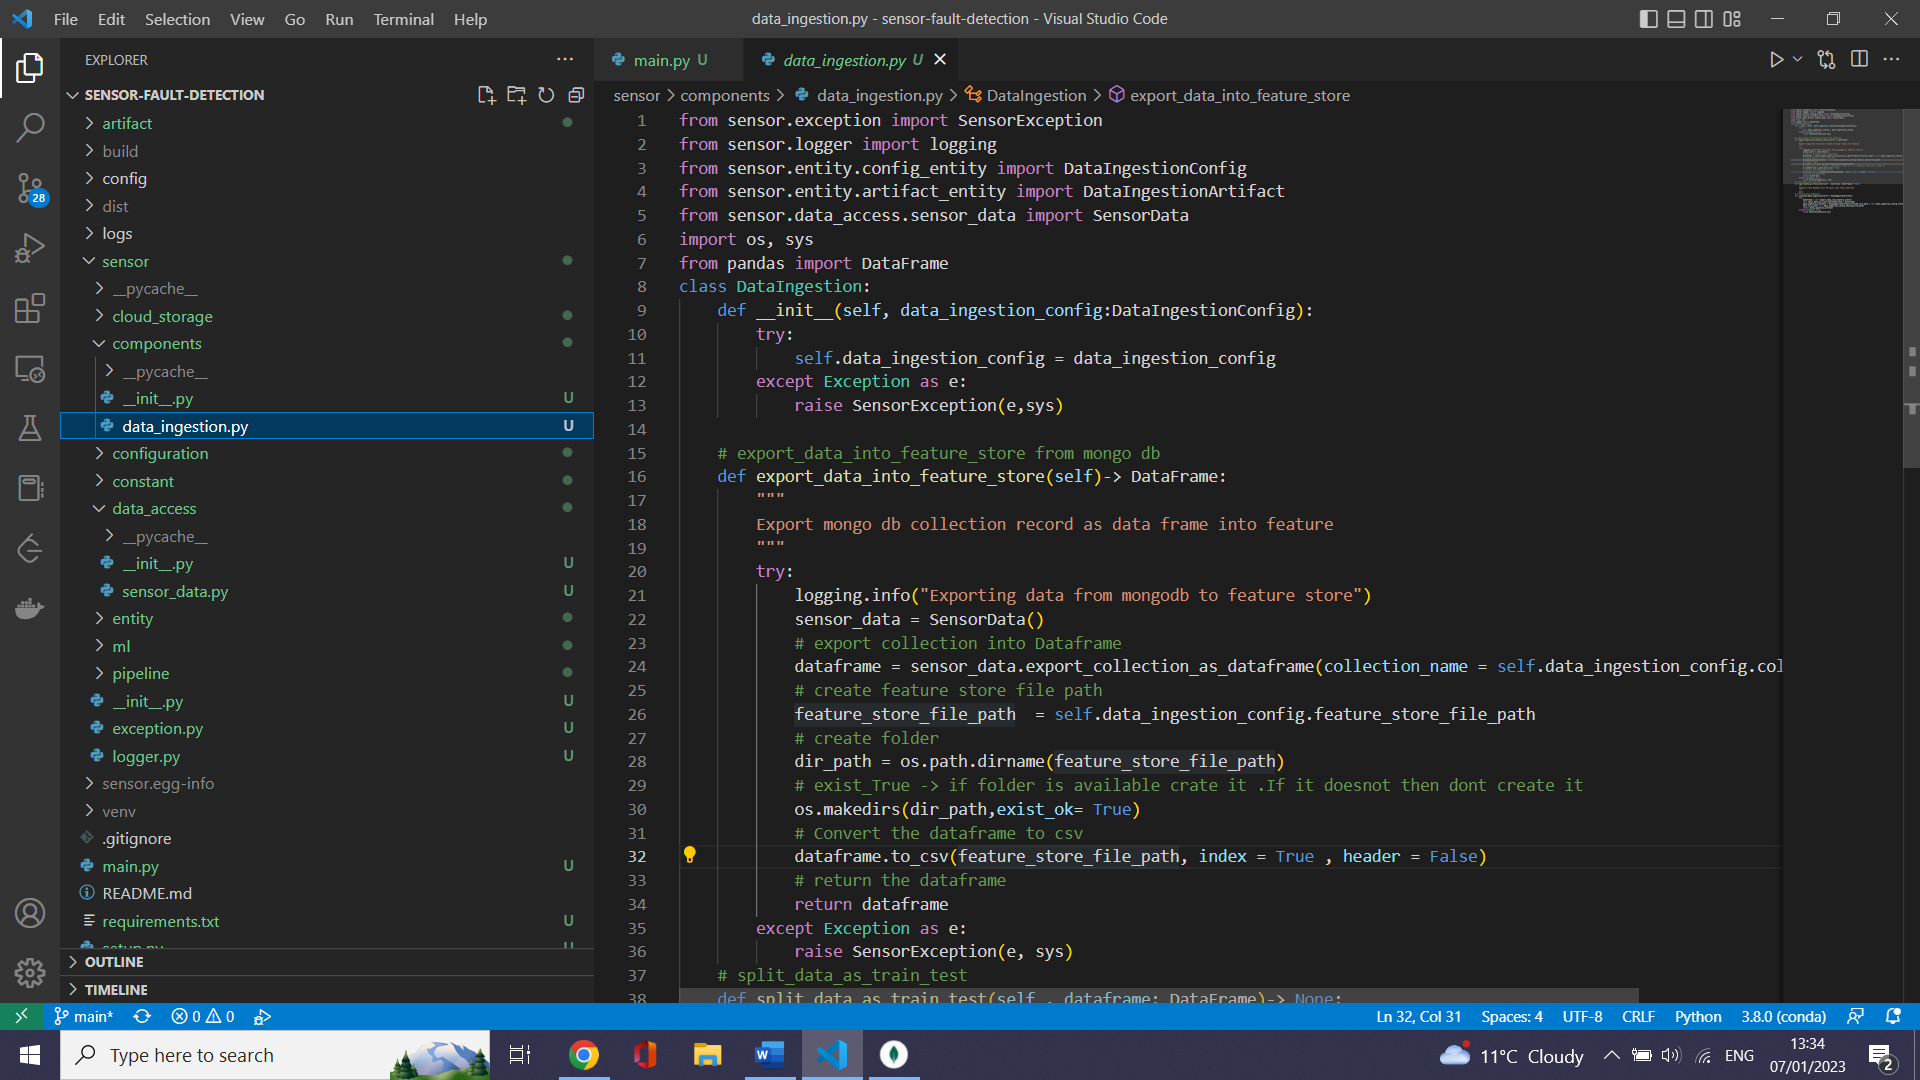 File Edit Selection View Go Run Terminal Help
data_ingestion.py - sensor-fault-detection - Visual Studio Code
EXPLORER
SENSOR-FAULT-DETECTION
artifact
build
config
dist
logs
sensor
__pycache__
cloud_storage
components
__pycache__
__init__.py U
data_ingestion.py U
configuration
constant
data_access
__pycache__
__init__.py U
sensor_data.py U
entity
ml
pipeline
__init__.py U
exception.py U
logger.py U
sensor.egg-info
venv
.gitignore
main.py U
README.md
requirements.txt U
setup.py U
OUTLINE
TIMELINE
28
main.py U
data_ingestion.py U
sensor > components > data_ingestion.py > DataIngestion > export_data_into_feature_store
1 from sensor.exception import SensorException
2 from sensor.logger import logging
3 from sensor.entity.config_entity import DataIngestionConfig
4 from sensor.entity.artifact_entity import DataIngestionArtifact
5 from sensor.data_access.sensor_data import SensorData
6 import os, sys
7 from pandas import DataFrame
8 class DataIngestion:
9 def __init__(self, data_ingestion_config:DataIngestionConfig):
10 try:
11 self.data_ingestion_config = data_ingestion_config
12 except Exception as e:
13 raise SensorException(e,sys)
14
15 # export_data_into_feature_store from mongo db
16 def export_data_into_feature_store(self)-> DataFrame:
17 """
18 Export mongo db collection record as data frame into feature
19 """
20 try:
21 logging.info("Exporting data from mongodb to feature store")
22 sensor_data = SensorData()
23 # export collection into Dataframe
24 dataframe = sensor_data.export_collection_as_dataframe(collection_name = self.data_ingestion_config.col
25 # create feature store file path
26 feature_store_file_path  = self.data_ingestion_config.feature_store_file_path
27 # create folder
28 dir_path = os.path.dirname(feature_store_file_path)
29 # exist_True -> if folder is available crate it .If it doesnot then dont create it
30 os.makedirs(dir_path,exist_ok= True)
31 # Convert the dataframe to csv
32 dataframe.to_csv(feature_store_file_path, index = True , header = False)
33 # return the dataframe
34 return dataframe
35 except Exception as e:
36 raise SensorException(e, sys)
37 # split_data_as_train_test
38 def split_data_as_train_test(self , dataframe: DataFrame)-> None:
main* 0 0
Ln 32, Col 31 Spaces: 4 UTF-8 CRLF Python 3.8.0 (conda)
Type here to search
11°C Cloudy
ENG
13:34
07/01/2023
2